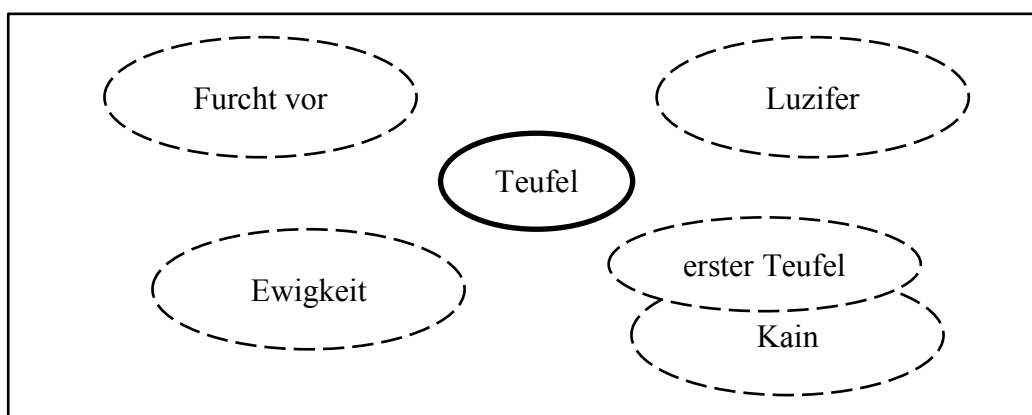 Furcht vor
Luzifer
Teufel
Ewigkeit
erster Teufel
Kain